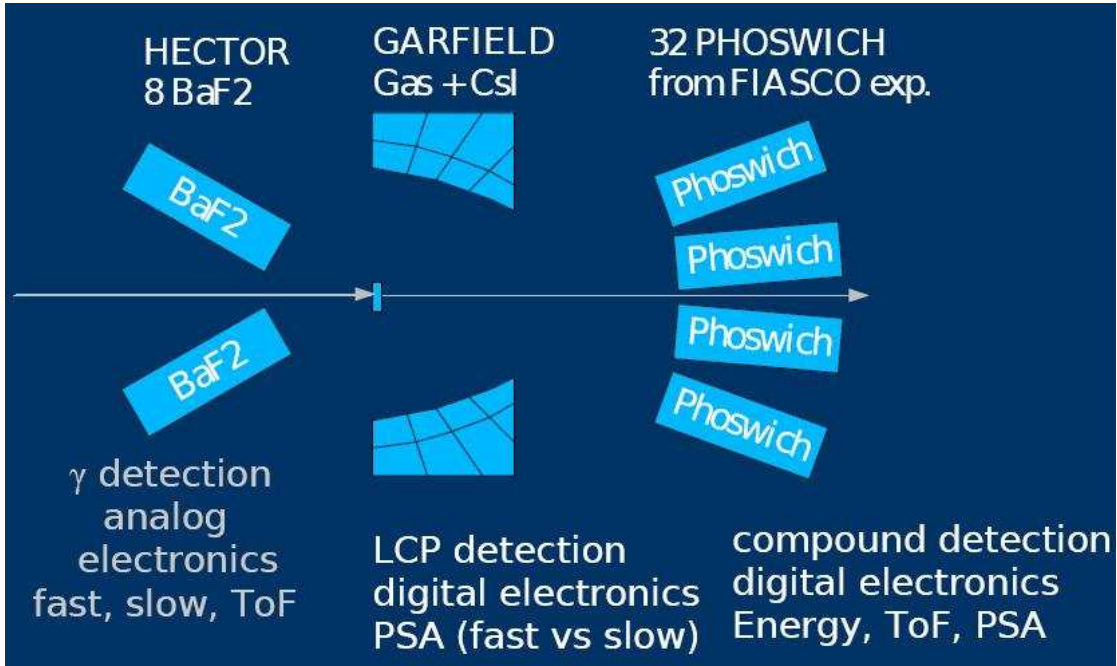 HECTOR
8 BaF2
GARFIELD
Gas + CsI
32 PHOSWICH
from FIASCO exp.
BaF2
BaF2
Phoswich
Phoswich
Phoswich
Phoswich
γ detection
analog
electronics
fast, slow, ToF
LCP detection
digital electronics
PSA (fast vs slow)
compound detection
digital electronics
Energy, ToF, PSA